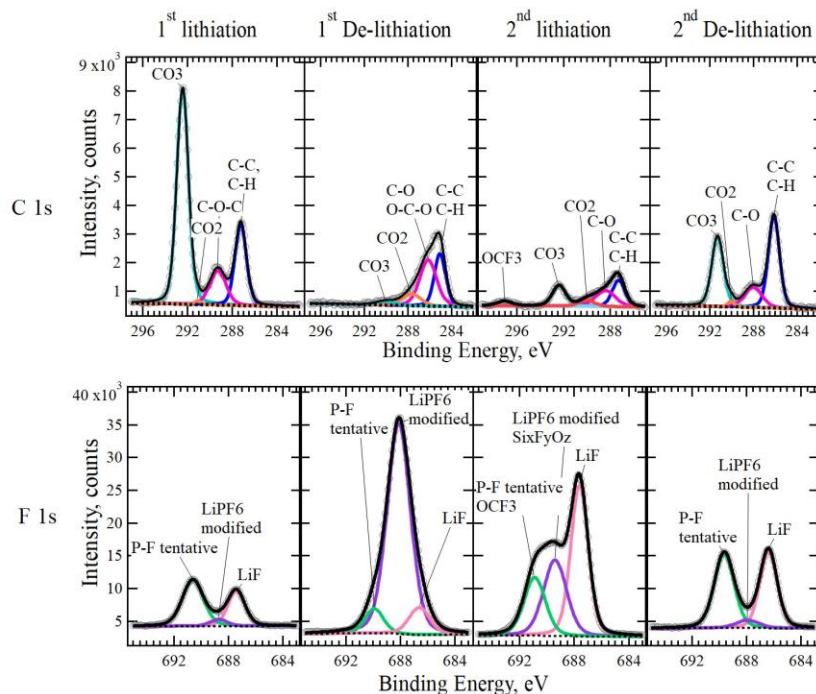 1st lithiation
1st De-lithiation
2nd lithiation
2nd De-lithiation
C 1s
Intensity, counts
9 x10³
8
7
6
5
4
3
2
1
CO3
CO2
C-O-C
C-C,
C-H
C-O
O-C-O
C-C
C-H
CO2
CO3
OCF3
CO3
CO2
C-O
C-C
C-H
CO3
CO2
C-O
C-C
C-H
296 292 288 284
296 292 288 284
296 292 288
296 292 288 284
Binding Energy, eV
F 1s
Intensity, counts
40 x10³
35
30
25
20
15
10
5
P-F tentative
LiPF6
modified
LiF
P-F
tentative
LiPF6
modified
LiF
LiPF6 modified
SixFyOz
LiF
P-F tentative
OCF3
P-F
tentative
LiPF6
modified
LiF
692 688 684
692 688 684
692 688 684
692 688 684
Binding Energy, eV